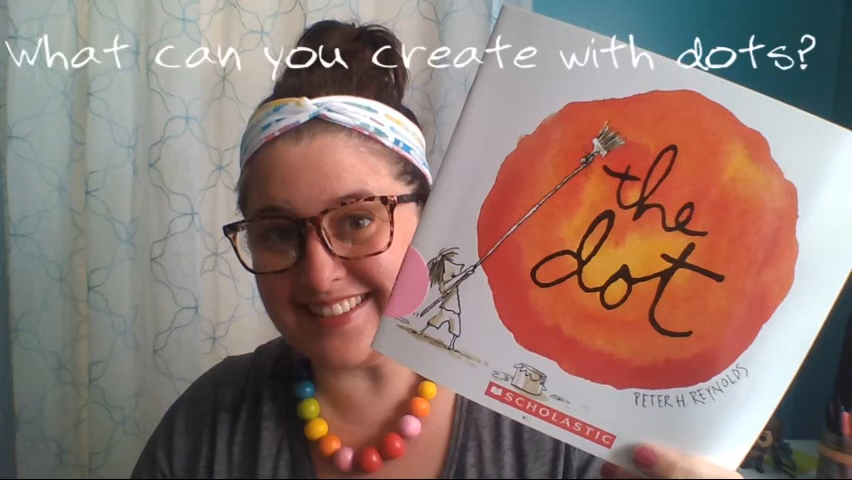 What can you create with dots?
the
dot
PETER H REYNOLDS
SCHOLASTIC